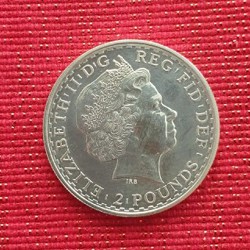 ELIZABETH·II·D·G REG·FID·DEF
2 POUNDS
IRB